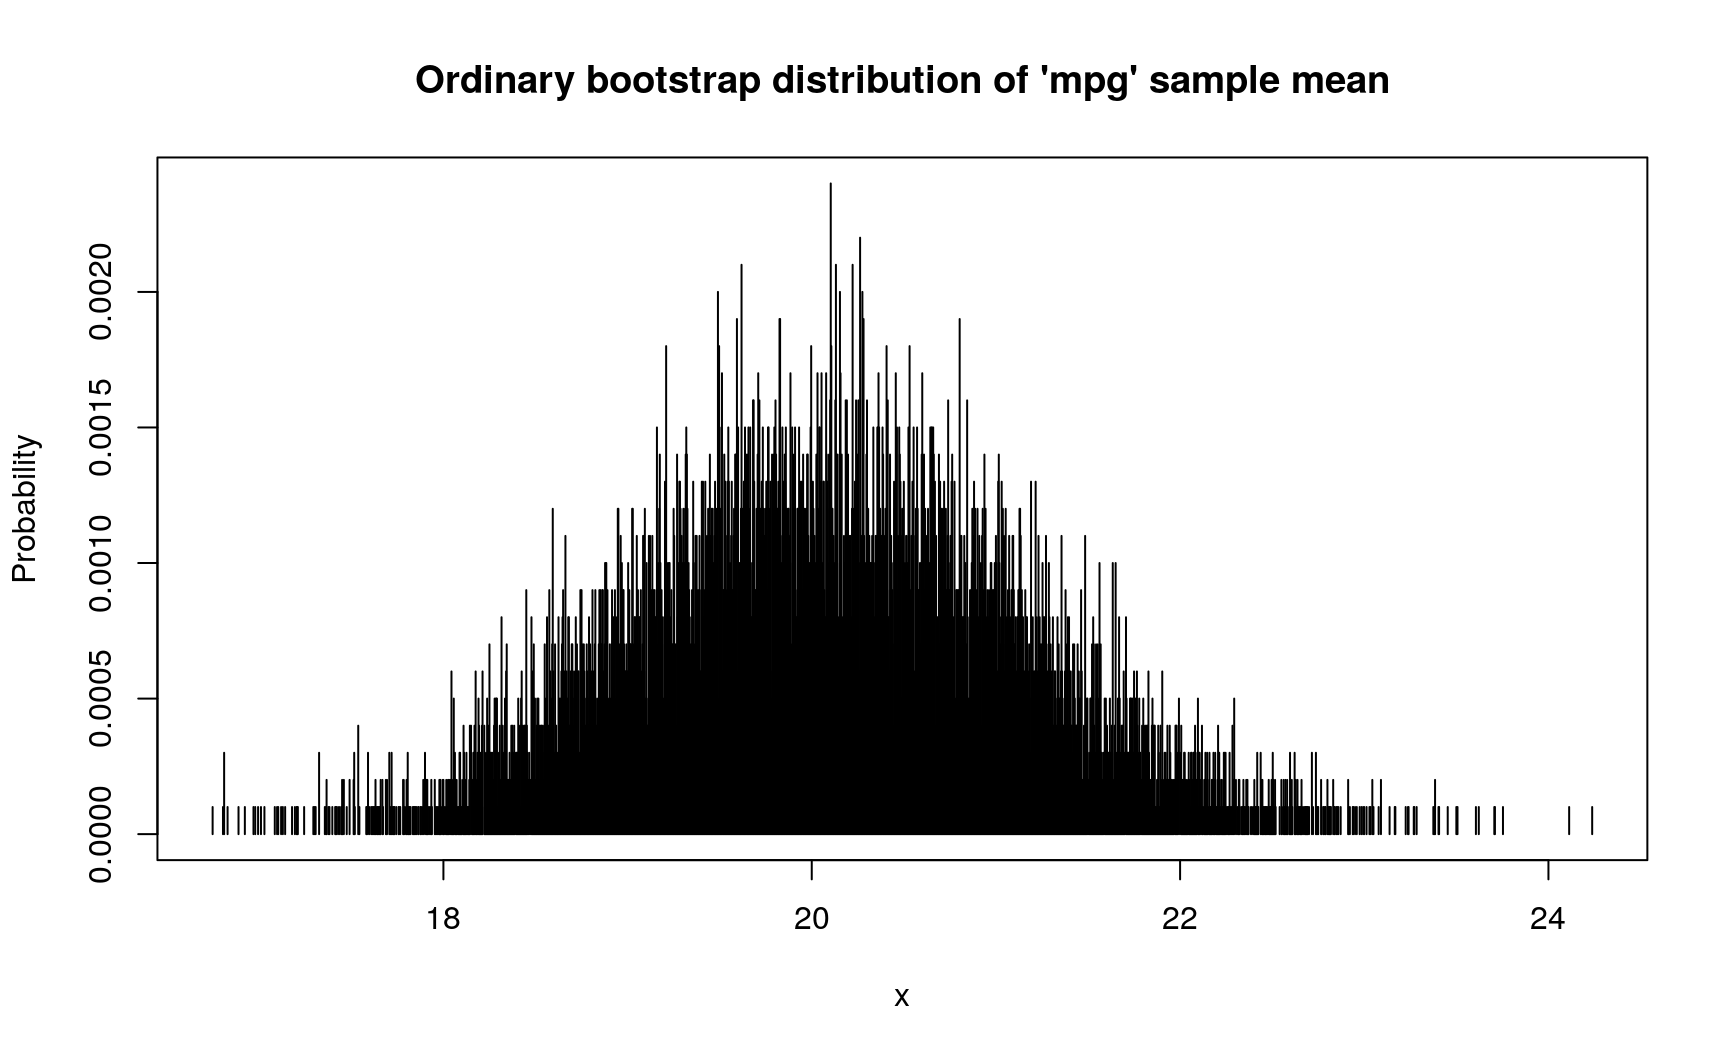 Ordinary bootstrap distribution of 'mpg' sample mean
Probability
0.0020
0.0015
0.0010
0.0005
0.0000
18 20 22 24
x